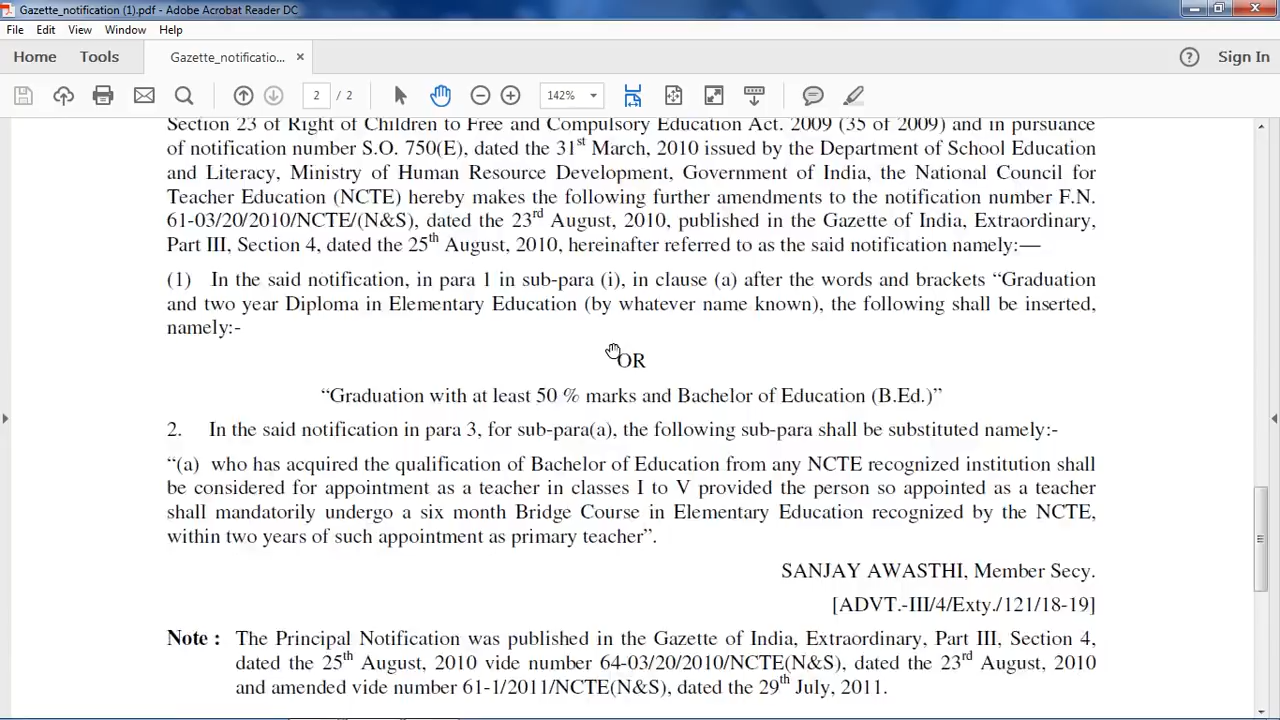 Gazette_notification (1).pdf - Adobe Acrobat Reader DC
File Edit View Window Help
Home Tools Gazette_notificatio... × ? Sign In
2 / 2 142%
Section 23 of Right of Children to Free and Compulsory Education Act. 2009 (35 of 2009) and in pursuance
of notification number S.O. 750(E), dated the 31st March, 2010 issued by the Department of School Education
and Literacy, Ministry of Human Resource Development, Government of India, the National Council for
Teacher Education (NCTE) hereby makes the following further amendments to the notification number F.N.
61-03/20/2010/NCTE/(N&S), dated the 23rd August, 2010, published in the Gazette of India, Extraordinary,
Part III, Section 4, dated the 25th August, 2010, hereinafter referred to as the said notification namely:—
(1) In the said notification, in para 1 in sub-para (i), in clause (a) after the words and brackets “Graduation
and two year Diploma in Elementary Education (by whatever name known), the following shall be inserted,
namely:-
OR
“Graduation with at least 50 % marks and Bachelor of Education (B.Ed.)”
2. In the said notification in para 3, for sub-para(a), the following sub-para shall be substituted namely:-
“(a) who has acquired the qualification of Bachelor of Education from any NCTE recognized institution shall
be considered for appointment as a teacher in classes I to V provided the person so appointed as a teacher
shall mandatorily undergo a six month Bridge Course in Elementary Education recognized by the NCTE,
within two years of such appointment as primary teacher”.
SANJAY AWASTHI, Member Secy.
[ADVT.-III/4/Exty./121/18-19]
Note : The Principal Notification was published in the Gazette of India, Extraordinary, Part III, Section 4,
dated the 25th August, 2010 vide number 64-03/20/2010/NCTE(N&S), dated the 23rd August, 2010
and amended vide number 61-1/2011/NCTE(N&S), dated the 29th July, 2011.